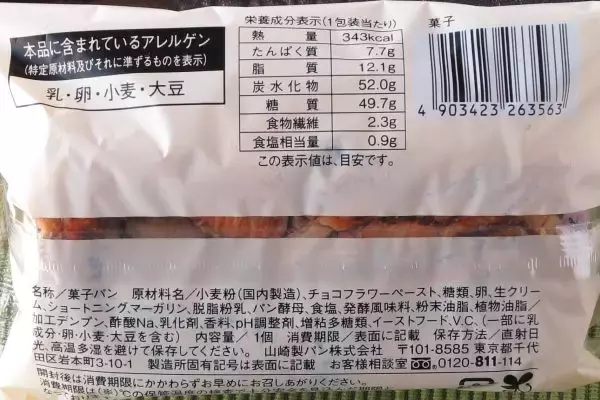 本品に含まれているアレルゲン
(特定原材料及びそれに準ずるものを表示)
乳・卵・小麦・大豆
栄養成分表示(1包装当たり)
熱量 343kcal
たんぱく質 7.7g
脂質 12.1g
炭水化物 52.0g
糖質 49.7g
食物繊維 2.3g
食塩相当量 0.9g
この表示値は、目安です。
菓子
4 903423 263563
名称/菓子パン 原材料名/小麦粉(国内製造)、チョコフラワーペースト、糖類、卵、生クリー
ム、ショートニング、マーガリン、脱脂粉乳、パン酵母、食塩、発酵風味料、粉末油脂、植物油脂/
加工デンプン、酢酸Na、乳化剤、香料、pH調整剤、増粘多糖類、イーストフード、V.C、(一部に乳
成分・卵・小麦・大豆を含む) 内容量/1個 消費期限/表面に記載 保存方法/直射日
光、高温多湿を避けて保存してください。 山崎製パン株式会社 〒101-8585 東京都千代
田区岩本町3-10-1 製造所固有記号は表面に記載 お客様相談室 0120-811-114
開封後は消費期限にかかわらずお早めにお召しあがりください。